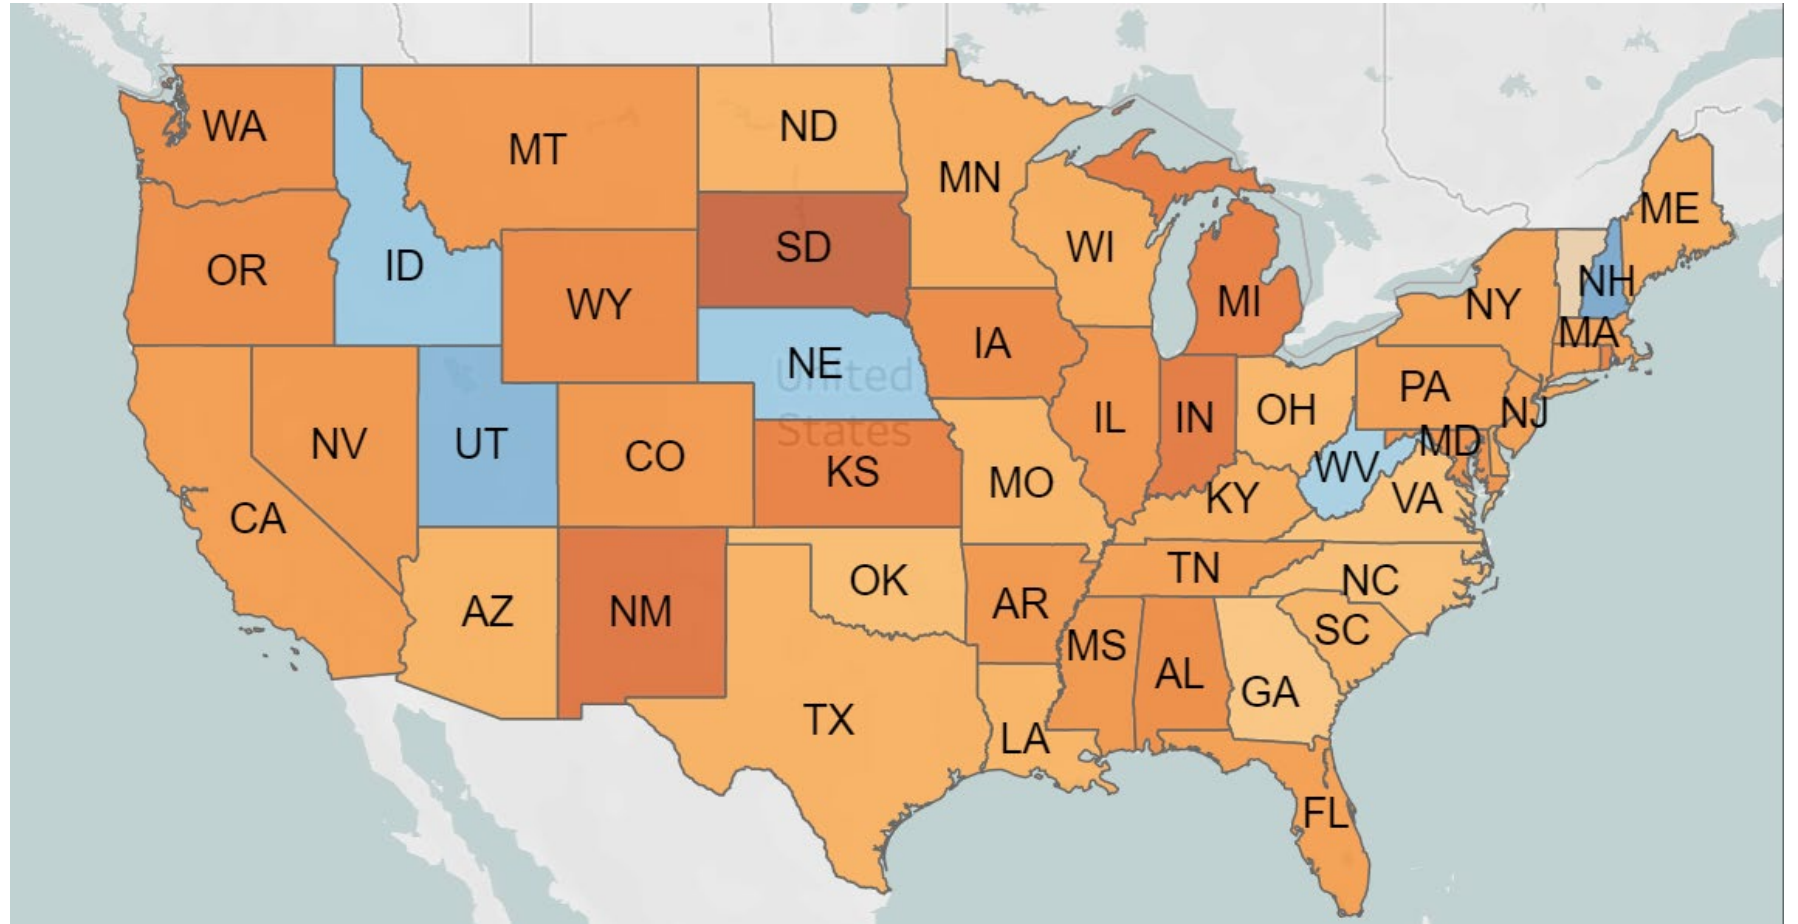 WA
MT
ND
MN
ME
SD
WI
OR
ID
NH
WY
MI
NY
MA
IA
NE
United
States
PA
NJ
IL
IN
OH
NV
UT
CO
KS
MD
WV
MO
KY
VA
CA
TN
OK
NC
AR
AZ
NM
SC
MS
AL
GA
TX
LA
FL